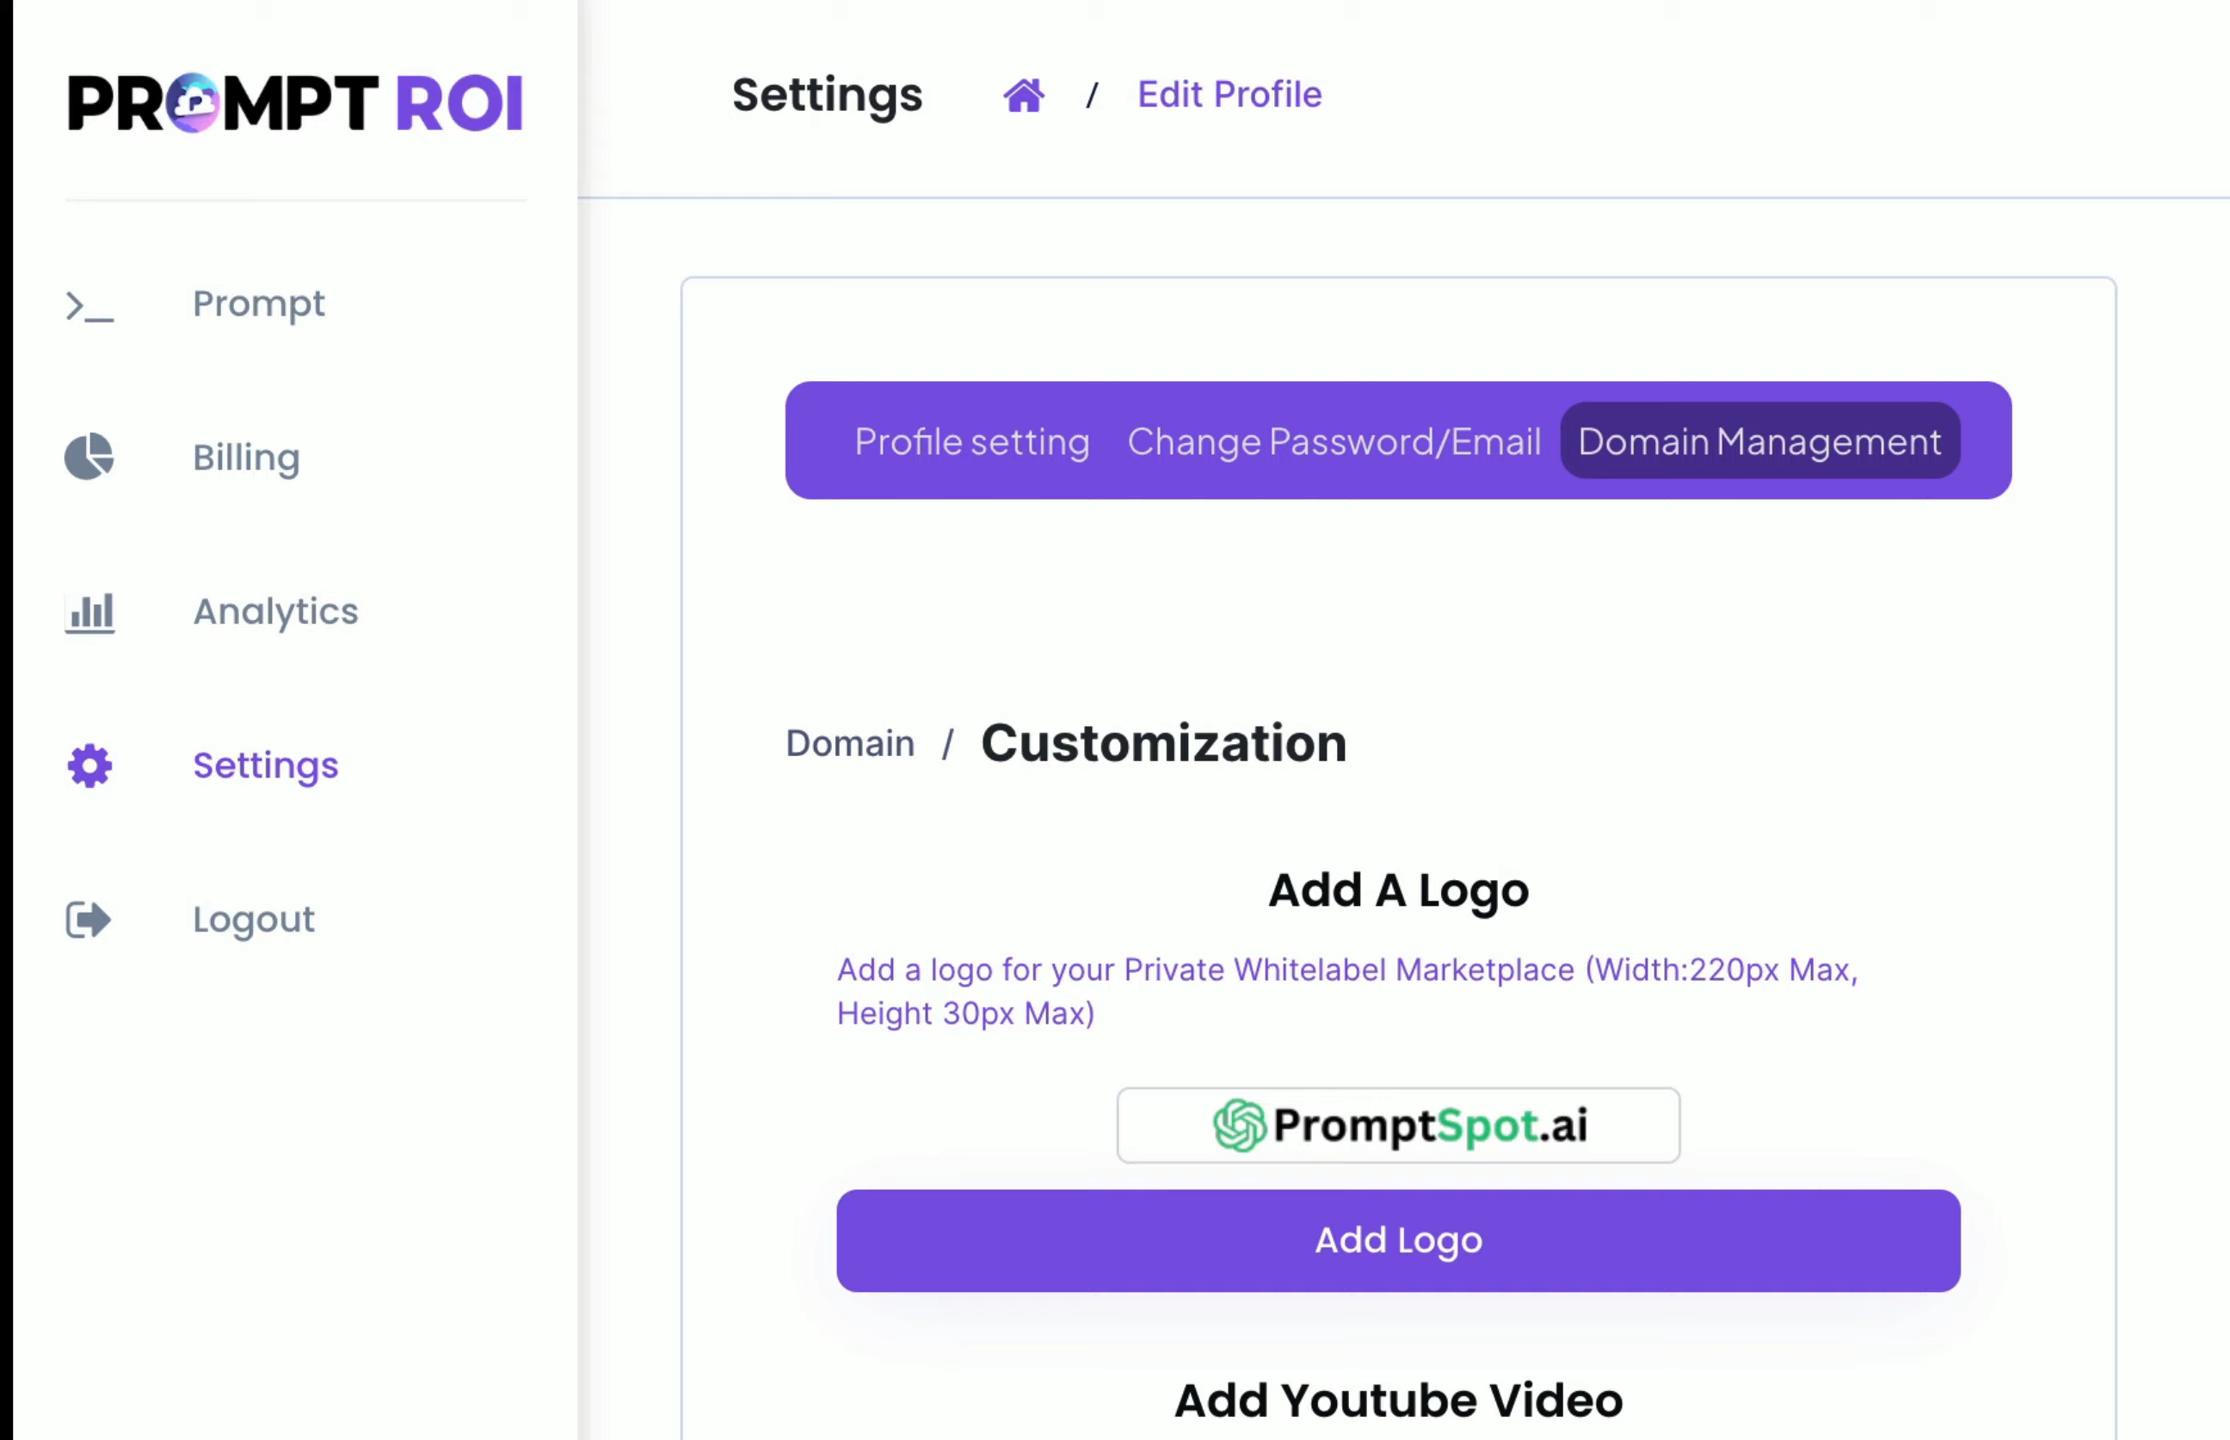 PROMPT ROI
Settings / Edit Profile
Prompt
Billing
Analytics
Settings
Logout
Profile setting Change Password/Email Domain Management
Domain / Customization
Add A Logo
Add a logo for your Private Whitelabel Marketplace (Width:220px Max,
Height 30px Max)
PromptSpot.ai
Add Logo
Add Youtube Video